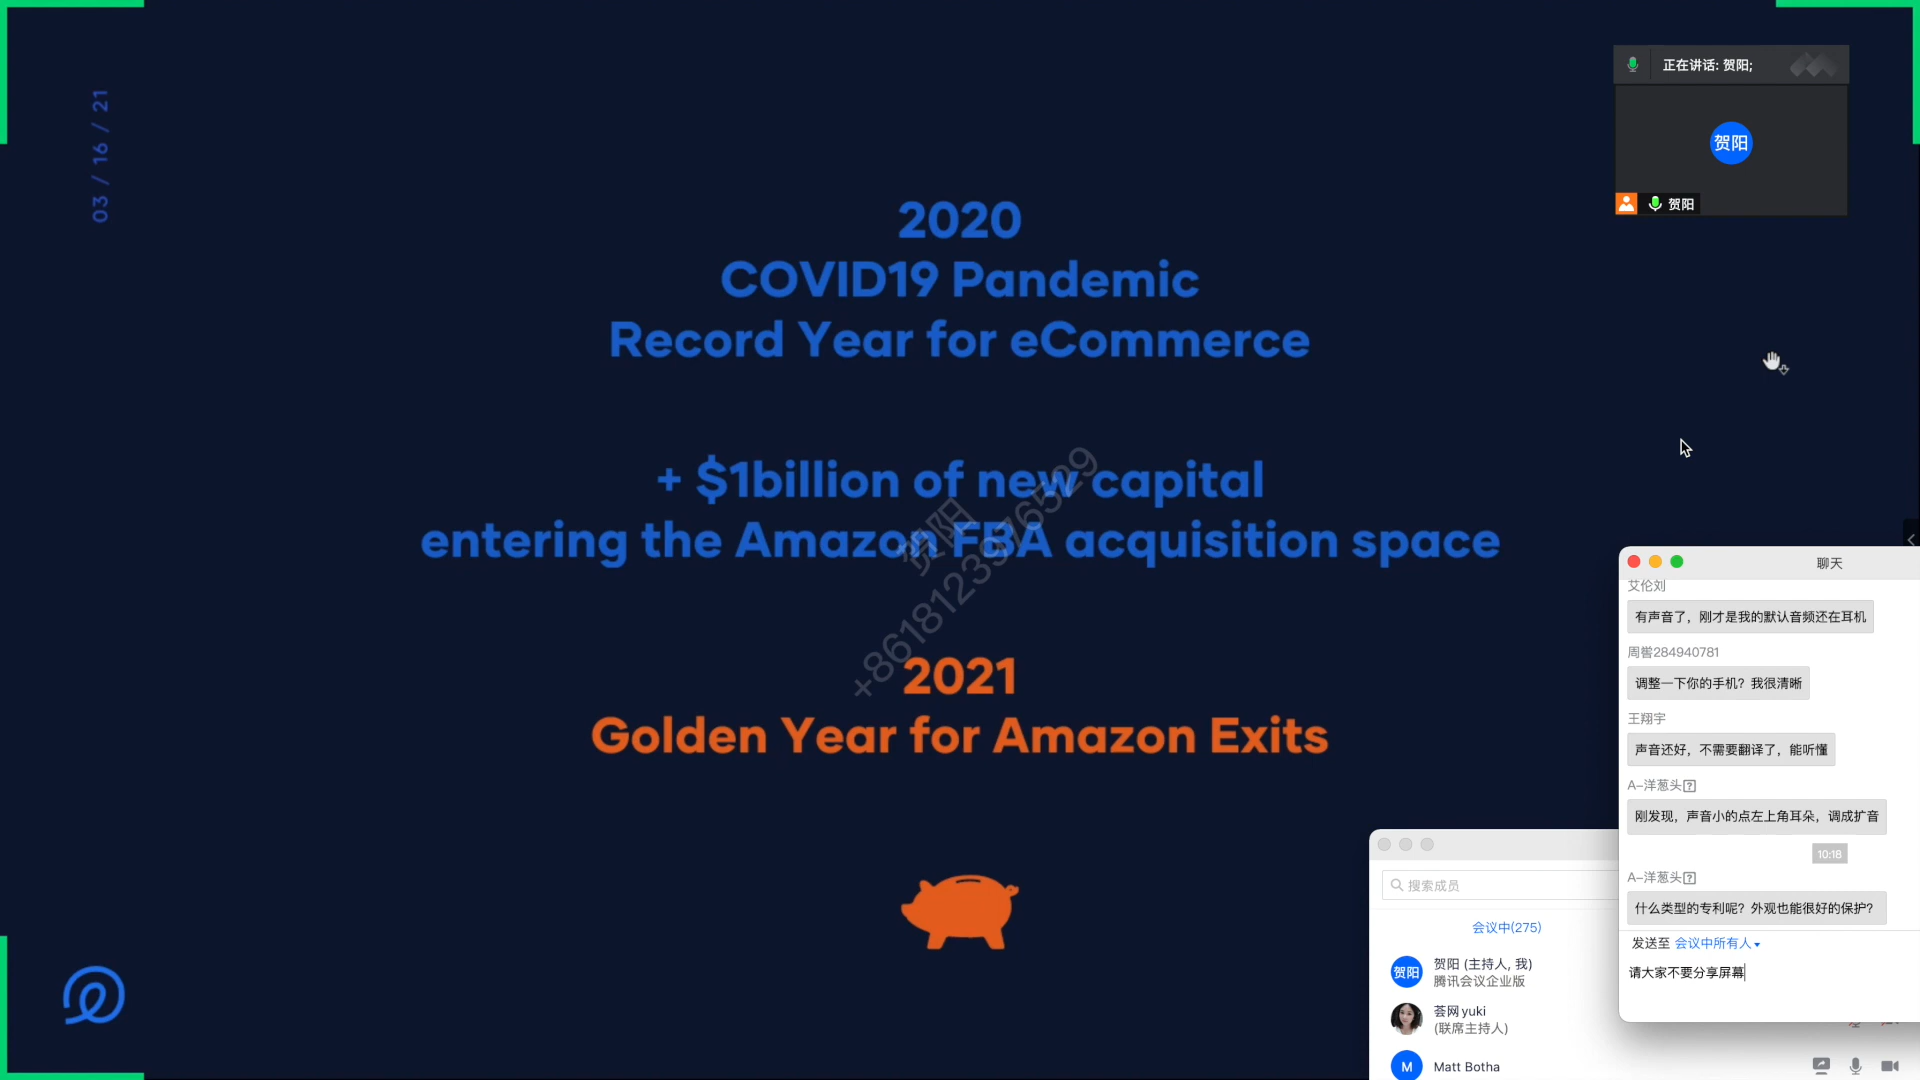 03 / 16 / 21
2020
COVID19 Pandemic
Record Year for eCommerce
+ $1billion of new capital
entering the Amazon FBA acquisition space
2021
Golden Year for Amazon Exits
贺阳
+8618123976529
正在讲话: 贺阳;
贺阳
贺阳
聊天
艾伦刘
有声音了，刚才是我的默认音频还在耳机
周喾284940781
调整一下你的手机？我很清晰
王翔宇
声音还好，不需要翻译了，能听懂
A-洋葱头
刚发现，声音小的点左上角耳朵，调成扩音
10:18
A-洋葱头
什么类型的专利呢？外观也能很好的保护？
发送至 会议中所有人
请大家不要分享屏幕
搜索成员
会议中(275)
贺阳
贺阳 (主持人, 我)
腾讯会议企业版
荟网yuki
(联席主持人)
M
Matt Botha